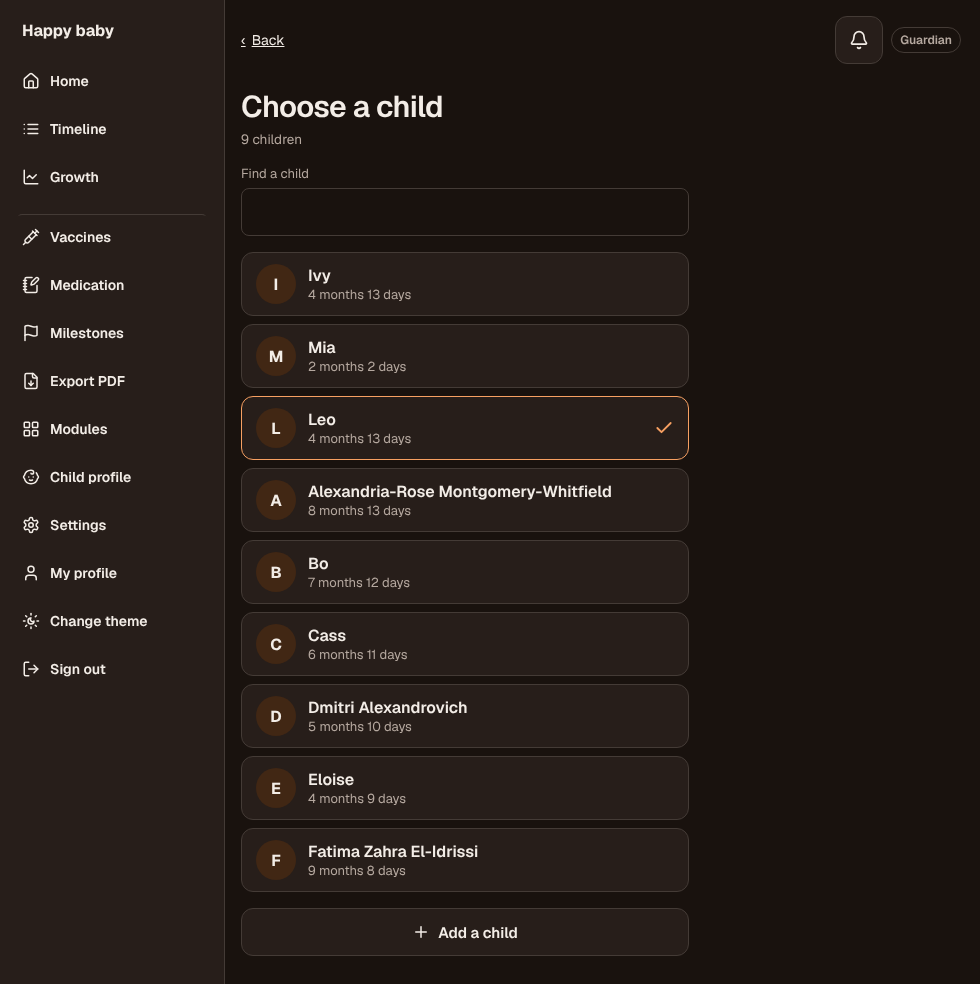 Happy baby
Home
Timeline
Growth
Vaccines
Medication
Milestones
Export PDF
Modules
Child profile
Settings
My profile
Change theme
Sign out
‹ Back
Guardian
Choose a child
9 children
Find a child
I
Ivy
4 months 13 days
M
Mia
2 months 2 days
L
Leo
4 months 13 days
A
Alexandria-Rose Montgomery-Whitfield
8 months 13 days
B
Bo
7 months 12 days
C
Cass
6 months 11 days
D
Dmitri Alexandrovich
5 months 10 days
E
Eloise
4 months 9 days
F
Fatima Zahra El-Idrissi
9 months 8 days
+ Add a child